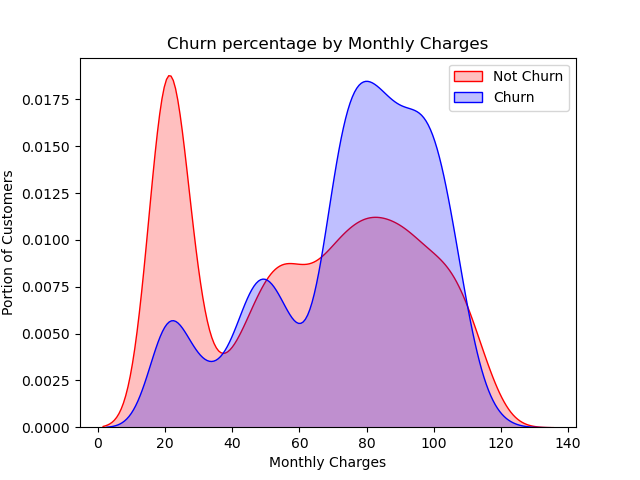 Churn percentage by Monthly Charges
Not Churn
Churn
Portion of Customers
0.0175
0.0150
0.0125
0.0100
0.0075
0.0050
0.0025
0.0000
0 20 40 60 80 100 120 140
Monthly Charges